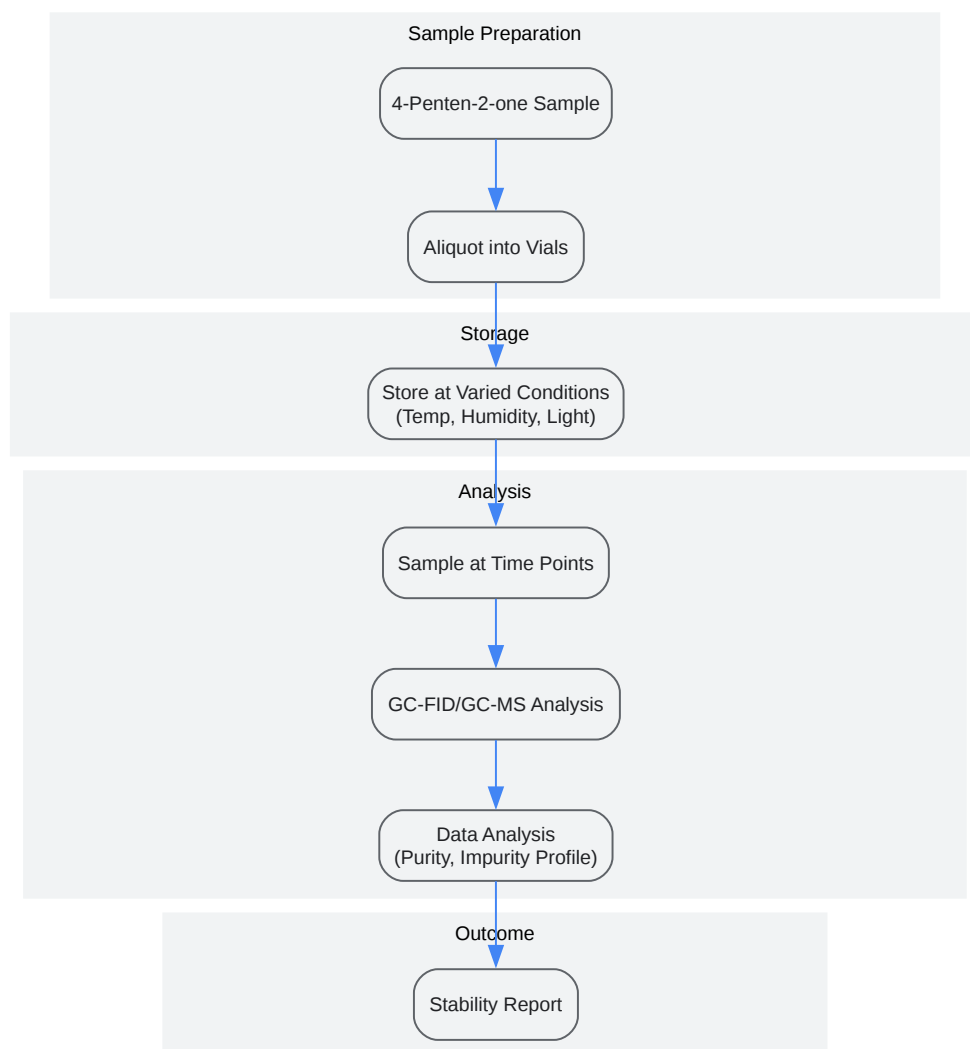 Sample Preparation
4-Penten-2-one Sample
Aliquot into Vials
Storage
Store at Varied Conditions
(Temp, Humidity, Light)
Analysis
Sample at Time Points
GC-FID/GC-MS Analysis
Data Analysis
(Purity, Impurity Profile)
Outcome
Stability Report